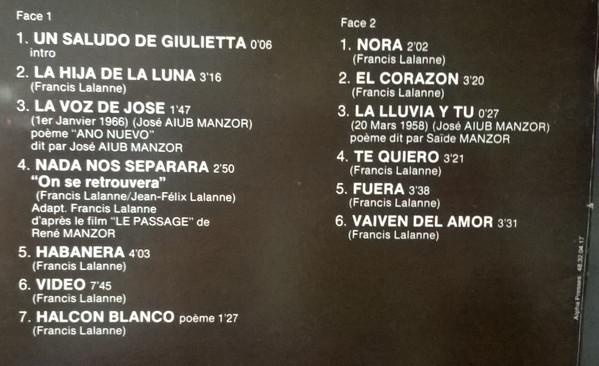 Face 1
1. UN SALUDO DE GIULIETTA 0'06
intro
2. LA HIJA DE LA LUNA 3'16
(Francis Lalanne)
3. LA VOZ DE JOSE 1'47
(1er Janvier 1966) (José AIUB MANZOR)
poème "ANO NUEVO"
dit par José AIUB MANZOR
4. NADA NOS SEPARARA 2'50
"On se retrouvera"
(Francis Lalanne/Jean-Félix Lalanne)
Adapt. Francis Lalanne
d'après le film "LE PASSAGE" de
René MANZOR
5. HABANERA 4'03
(Francis Lalanne)
6. VIDEO 7'45
(Francis Lalanne)
7. HALCON BLANCO poème 1'27
(Francis Lalanne)
Face 2
1. NORA 2'02
(Francis Lalanne)
2. EL CORAZON 3'20
(Francis Lalanne)
3. LA LLUVIA Y TU 0'27
(20 Mars 1958) (José AIUB MANZOR)
poème dit par Saïde MANZOR
4. TE QUIERO 3'21
(Francis Lalanne)
5. FUERA 3'38
(Francis Lalanne)
6. VAIVEN DEL AMOR 3'31
(Francis Lalanne)
Alpha Presses 48.32.04.17